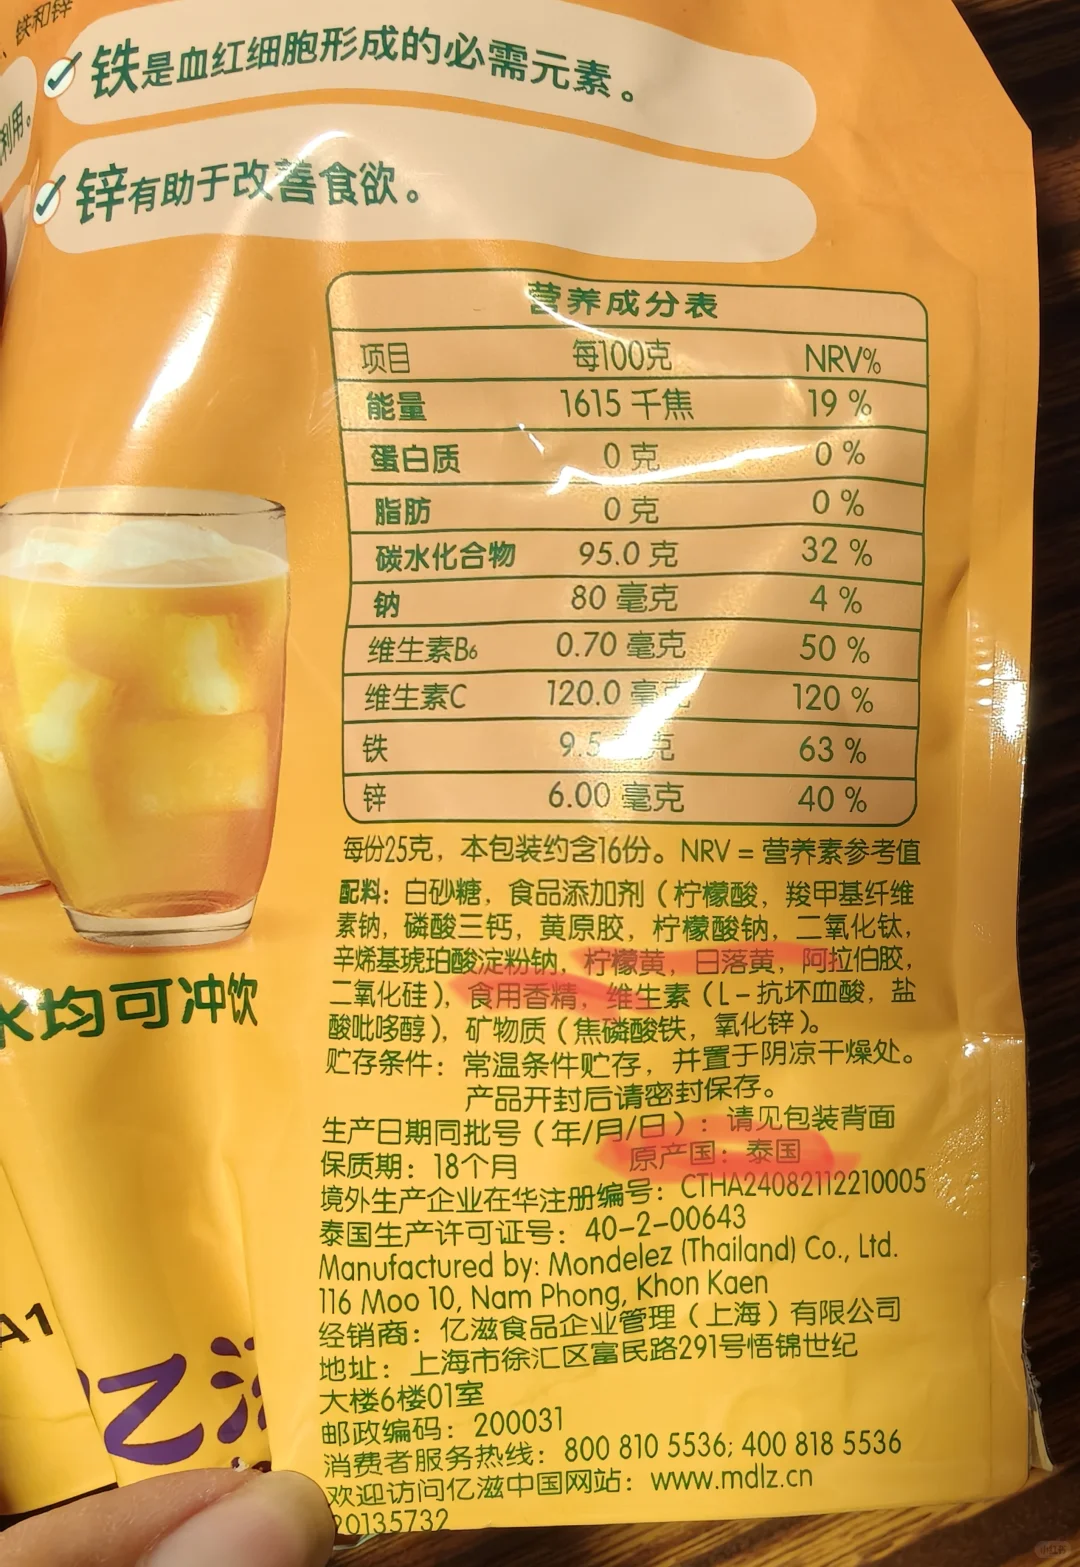 铁和锌
利用。
铁是血红细胞形成的必需元素。
锌有助于改善食欲。
营养成分表
项目 每100克 NRV%
能量 1615 千焦 19 %
蛋白质 0 克 0 %
脂肪 0 克 0 %
碳水化合物 95.0 克 32 %
钠 80 毫克 4 %
维生素B6 0.70 毫克 50 %
维生素C 120.0 毫克 120 %
铁 9.5 克 63 %
锌 6.00 毫克 40 %
每份25克，本包装约含16份。NRV = 营养素参考值
配料：白砂糖，食品添加剂（柠檬酸，羧甲基纤维
素钠，磷酸三钙，黄原胶，柠檬酸钠，二氧化钛，
辛烯基琥珀酸淀粉钠，柠檬黄，日落黄，阿拉伯胶，
二氧化硅），食用香精，维生素（L-抗坏血酸，盐
酸吡哆醇），矿物质（焦磷酸铁，氧化锌）。
贮存条件：常温条件贮存，并置于阴凉干燥处。
产品开封后请密封保存。
生产日期同批号（年/月/日）：请见包装背面
保质期：18个月 原产国：泰国
境外生产企业在华注册编号：CTHA24082112210005
泰国生产许可证号：40-2-00643
Manufactured by: Mondelez (Thailand) Co., Ltd.
116 Moo 10, Nam Phong, Khon Kaen
经销商：亿滋食品企业管理（上海）有限公司
地址：上海市徐汇区富民路291号悟锦世纪
大楼6楼01室
邮政编码：200031
消费者服务热线：800 810 5536; 400 818 5536
欢迎访问亿滋中国网站：www.mdlz.cn
20135732
水均可冲饮
A1
亿滋
小红书